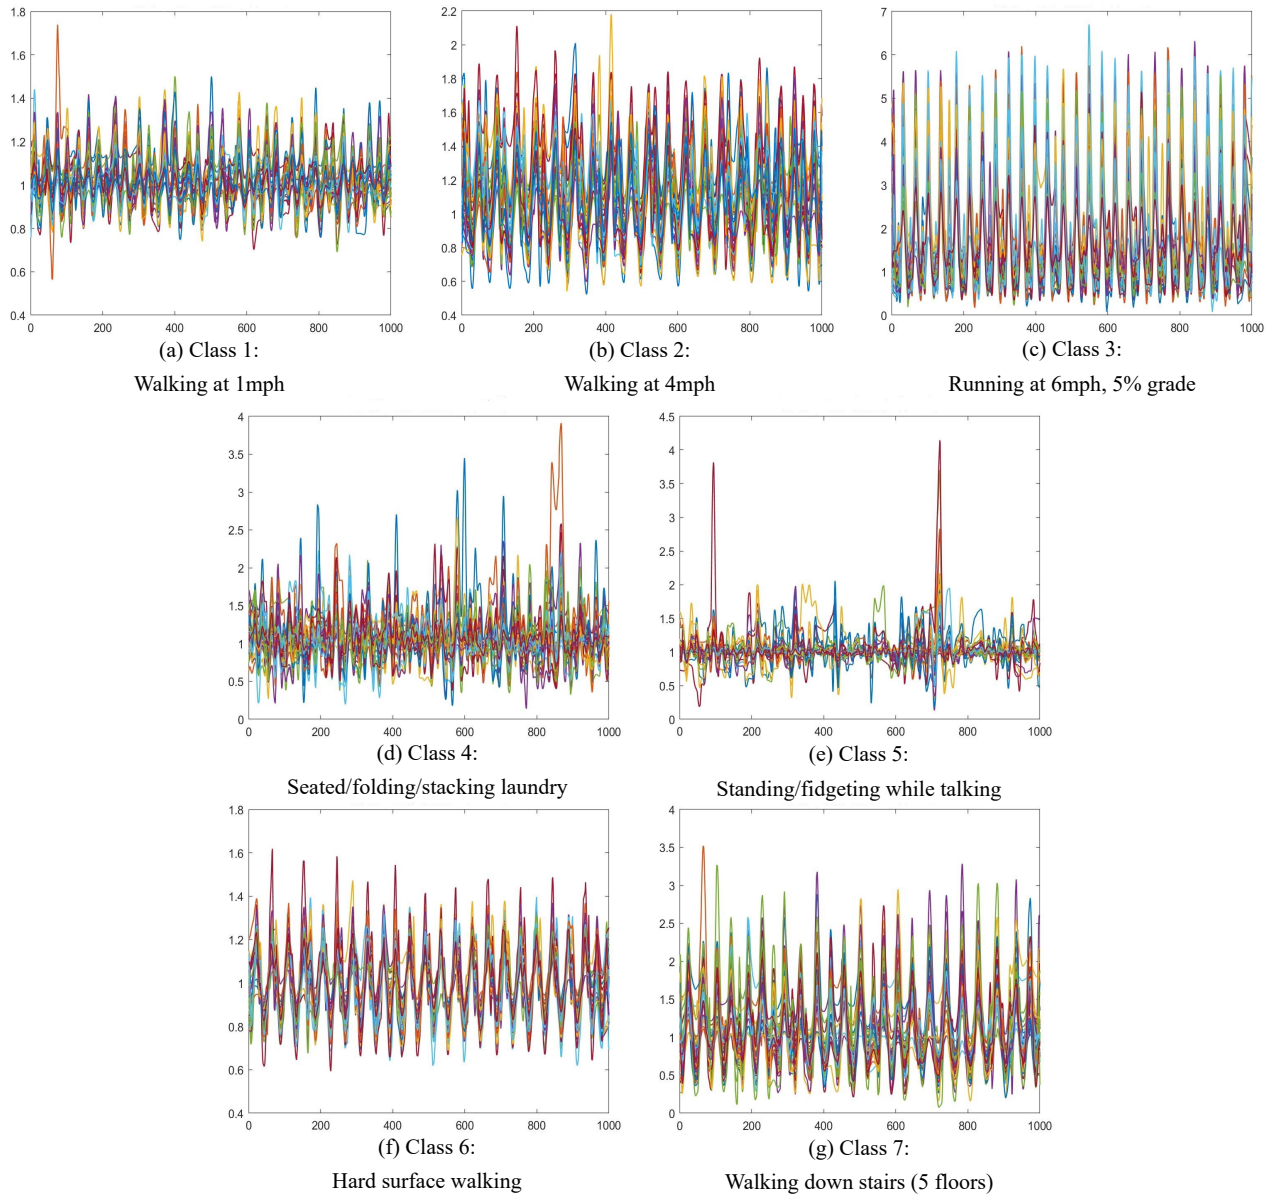 1.8
1.6
1.4
1.2
1
0.8
0.6
0.4
0 200 400 600 800 1000
(a) Class 1:
Walking at 1mph
2.2
2
1.8
1.6
1.4
1.2
1
0.8
0.6
0.4
0 200 400 600 800 1000
(b) Class 2:
Walking at 4mph
7
6
5
4
3
2
1
0
0 200 400 600 800 1000
(c) Class 3:
Running at 6mph, 5% grade
4
3.5
3
2.5
2
1.5
1
0.5
0
0 200 400 600 800 1000
(d) Class 4:
Seated/folding/stacking laundry
4.5
4
3.5
3
2.5
2
1.5
1
0.5
0
0 200 400 600 800 1000
(e) Class 5:
Standing/fidgeting while talking
1.8
1.6
1.4
1.2
1
0.8
0.6
0.4
0 200 400 600 800 1000
(f) Class 6:
Hard surface walking
4
3.5
3
2.5
2
1.5
1
0.5
0
0 200 400 600 800 1000
(g) Class 7:
Walking down stairs (5 floors)